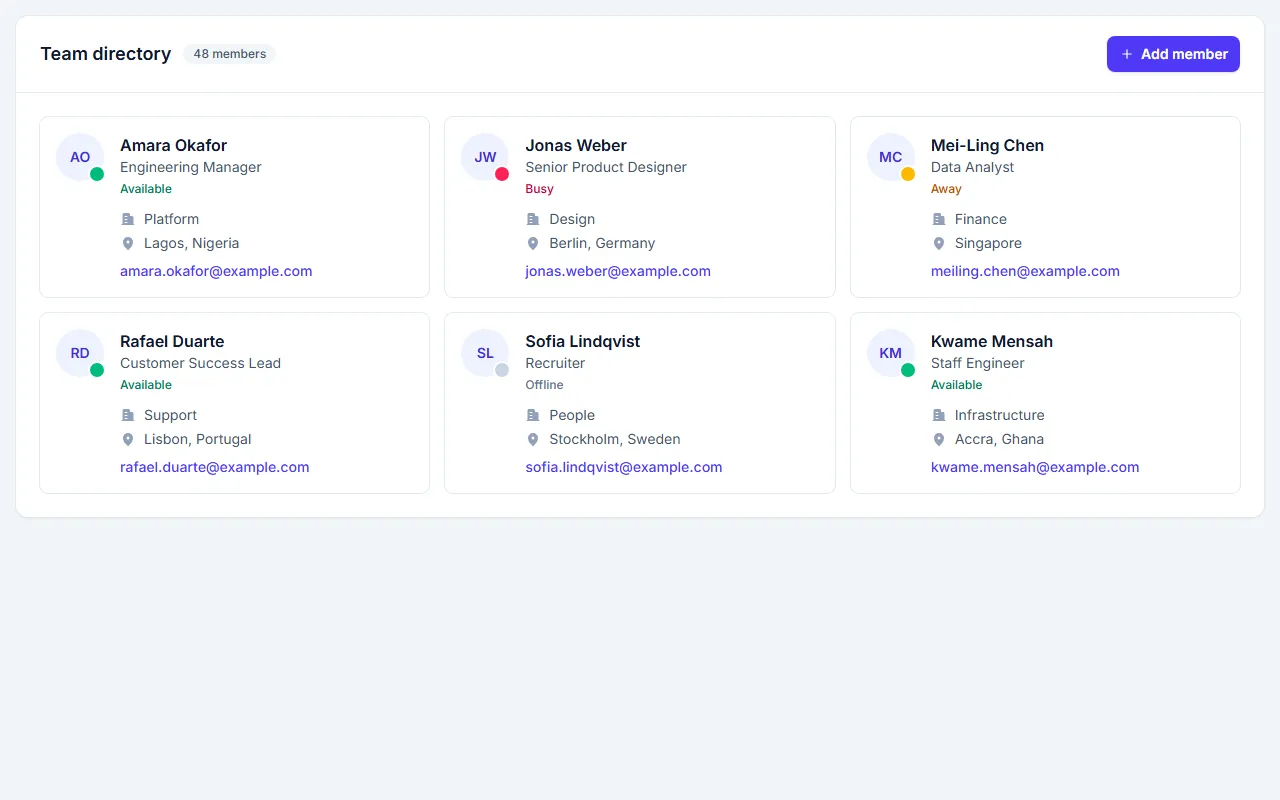 Team directory
48 members
Add member
AO
Amara Okafor
Engineering Manager
Available
Platform
Lagos, Nigeria
amara.okafor@example.com
JW
Jonas Weber
Senior Product Designer
Busy
Design
Berlin, Germany
jonas.weber@example.com
MC
Mei-Ling Chen
Data Analyst
Away
Finance
Singapore
meiling.chen@example.com
RD
Rafael Duarte
Customer Success Lead
Available
Support
Lisbon, Portugal
rafael.duarte@example.com
SL
Sofia Lindqvist
Recruiter
Offline
People
Stockholm, Sweden
sofia.lindqvist@example.com
KM
Kwame Mensah
Staff Engineer
Available
Infrastructure
Accra, Ghana
kwame.mensah@example.com